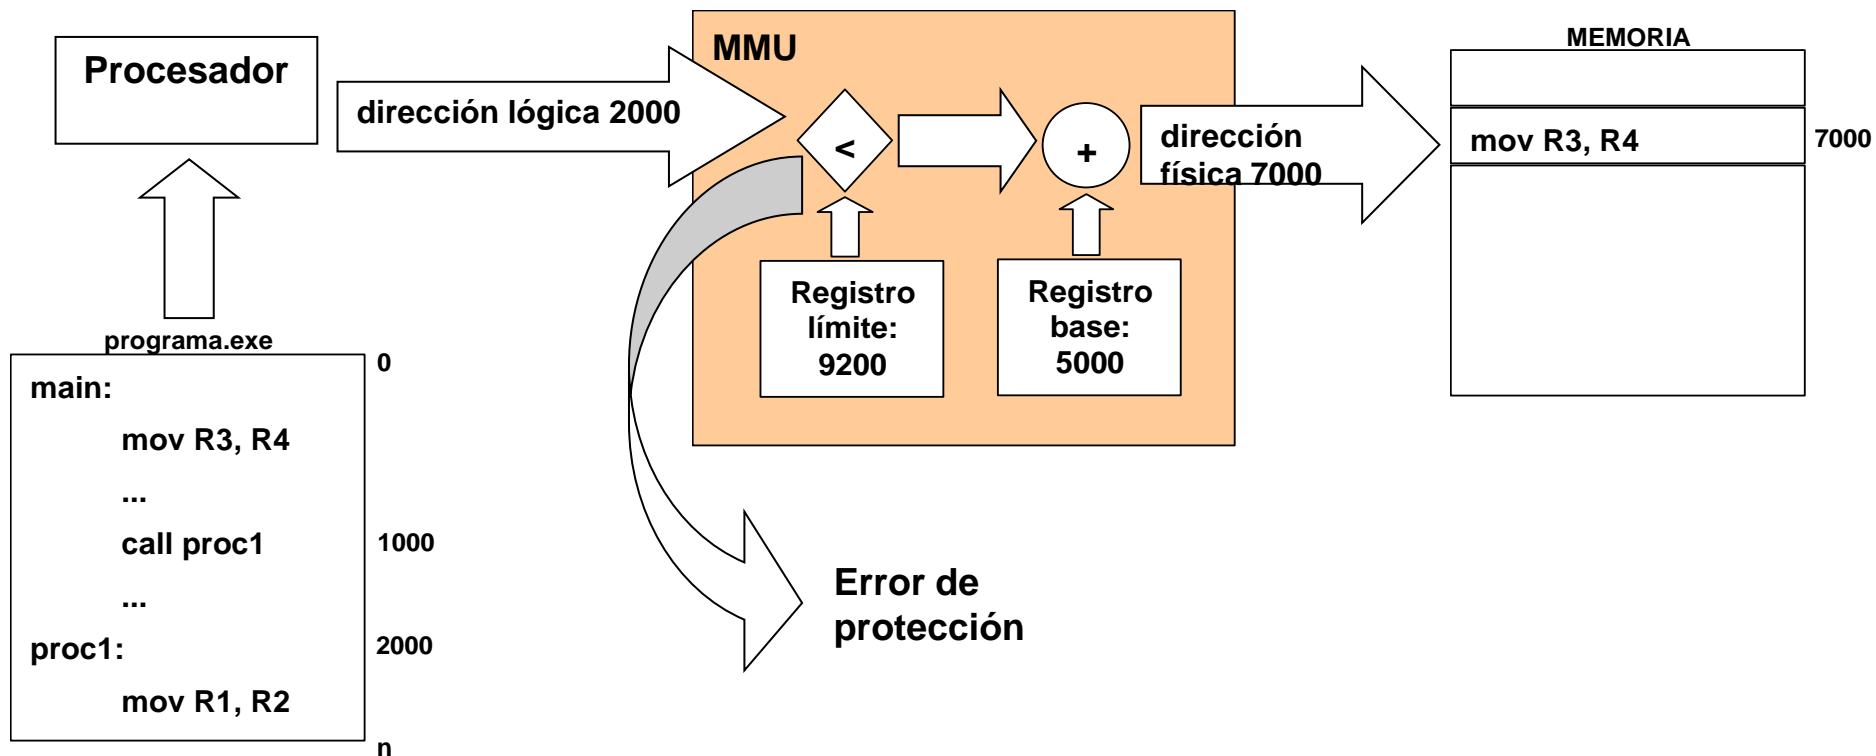 Procesador
dirección lógica 2000
MMU
<
+
dirección
física 7000
MEMORIA
mov R3, R4
7000
Registro
límite:
9200
Registro
base:
5000
programa.exe
0
main:
mov R3, R4
...
call proc1
1000
...
proc1:
2000
mov R1, R2
n
Error de
protección